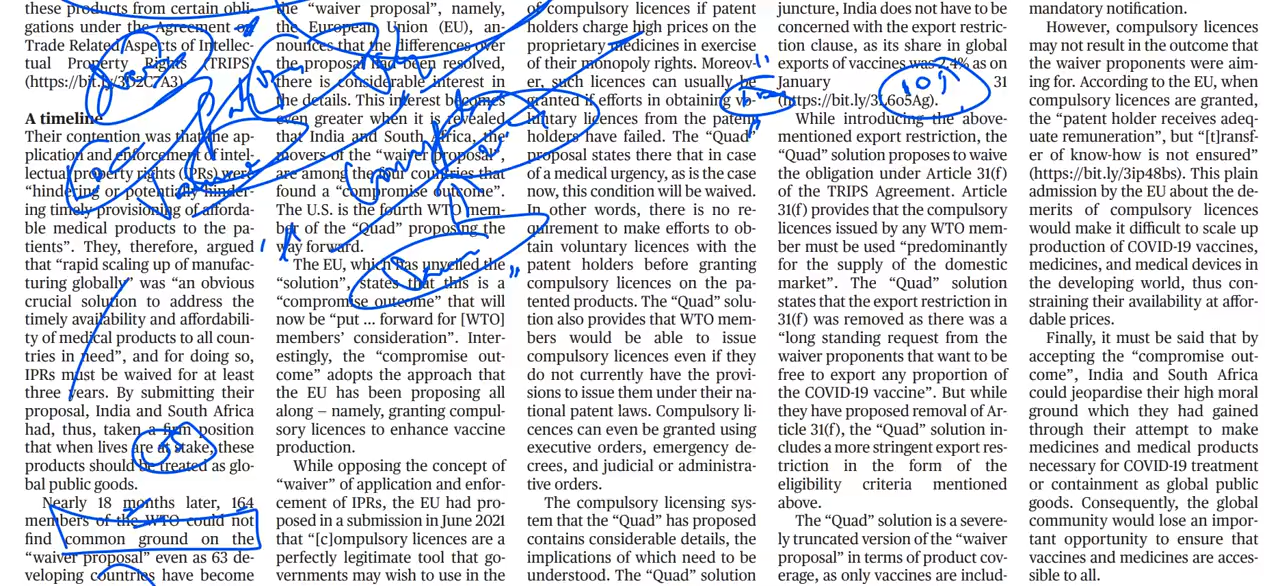 these products from certain obli-
gations under the Agreement on
Trade Related Aspects of Intellec-
tual Property Rights (TRIPS)
(https://bit.ly/3J2C7A3)
A timeline
Their contention was that the ap-
plication and enforcement of intel-
lectual property rights (IPRs) were
“hindering or potentially hinder-
ing timely provisioning of afforda-
ble medical products to the pa-
tients”. They, therefore, argued
that “rapid scaling up of manufac-
turing globally” was “an obvious
crucial solution to address the
timely availability and affordabili-
ty of medical products to all coun-
tries in need”, and for doing so,
IPRs must be waived for at least
three years. By submitting their
proposal, India and South Africa
had, thus, taken a firm position
that when lives are at stake, these
products should be treated as glo-
bal public goods.
Nearly 18 months later, 164
members of the WTO could not
find common ground on the
“waiver proposal” even as 63 de-
veloping countries have become
the “waiver proposal”, namely,
the European Union (EU), an-
nounces that the differences over
the proposal had been resolved,
there is considerable interest in
the details. This interest becomes
even greater when it is revealed
that India and South Africa, the
movers of the “waiver proposal”,
are among the four countries that
found a “compromise outcome”.
The U.S. is the fourth WTO mem-
ber of the “Quad” proposing the
way forward.
The EU, which has unveiled the
“solution”, states that this is a
“compromise outcome” that will
now be “put ... forward for [WTO]
members’ consideration”. Inter-
estingly, the “compromise out-
come” adopts the approach that
the EU has been proposing all
along – namely, granting compul-
sory licences to enhance vaccine
production.
While opposing the concept of
“waiver” of application and enfor-
cement of IPRs, the EU had pro-
posed in a submission in June 2021
that “[c]ompulsory licences are a
perfectly legitimate tool that go-
vernments may wish to use in the
of compulsory licences if patent
holders charge high prices on the
proprietary medicines in exercise
of their monopoly rights. Moreov-
er, such licences can usually be
granted if efforts in obtaining vo-
luntary licences from the patent
holders have failed. The “Quad”
proposal states there that in case
of a medical urgency, as is the case
now, this condition will be waived.
In other words, there is no re-
quirement to make efforts to ob-
tain voluntary licences with the
patent holders before granting
compulsory licences on the pa-
tented products. The “Quad” solu-
tion also provides that WTO mem-
bers would be able to issue
compulsory licences even if they
do not currently have the provi-
sions to issue them under their na-
tional patent laws. Compulsory li-
cences can even be granted using
executive orders, emergency de-
crees, and judicial or administra-
tive orders.
The compulsory licensing sys-
tem that the “Quad” has proposed
contains considerable details, the
implications of which need to be
understood. The “Quad” solution
juncture, India does not have to be
concerned with the export restric-
tion clause, as its share in global
exports of vaccines was 2.4% as on
January 31
(https://bit.ly/3L6o5Ag).
While introducing the above-
mentioned export restriction, the
“Quad” solution proposes to waive
the obligation under Article 31(f)
of the TRIPS Agreement. Article
31(f) provides that the compulsory
licences issued by any WTO mem-
ber must be used “predominantly
for the supply of the domestic
market”. The “Quad” solution
states that the export restriction in
31(f) was removed as there was a
“long standing request from the
waiver proponents that want to be
free to export any proportion of
the COVID-19 vaccine”. But while
they have proposed removal of Ar-
ticle 31(f), the “Quad” solution in-
cludes a more stringent export res-
triction in the form of the
eligibility criteria mentioned
above.
The “Quad” solution is a severe-
ly truncated version of the “waiver
proposal” in terms of product cov-
erage, as only vaccines are includ-
mandatory notification.
However, compulsory licences
may not result in the outcome that
the waiver proponents were aim-
ing for. According to the EU, when
compulsory licences are granted,
the “patent holder receives adeq-
uate remuneration”, but “[t]ransf-
er of know-how is not ensured”
(https://bit.ly/3ip48bs). This plain
admission by the EU about the de-
merits of compulsory licences
would make it difficult to scale up
production of COVID-19 vaccines,
medicines, and medical devices in
the developing world, thus con-
straining their availability at affor-
dable prices.
Finally, it must be said that by
accepting the “compromise out-
come”, India and South Africa
could jeopardise their high moral
ground which they had gained
through their attempt to make
medicines and medical products
necessary for COVID-19 treatment
or containment as global public
goods. Consequently, the global
community would lose an impor-
tant opportunity to ensure that
vaccines and medicines are acces-
sible to all.